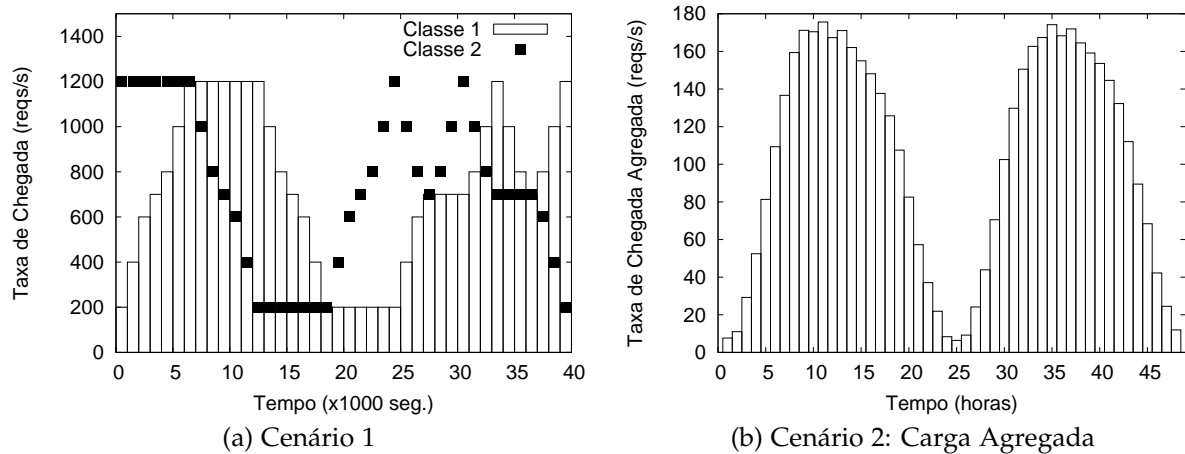 Taxa de Chegada (reqs/s)
1400
1200
1000
800
600
400
200
0
Classe 1
Classe 2
0 5 10 15 20 25 30 35 40
Tempo (x1000 seg.)
(a) Cenário 1
Taxa de Chegada Agregada (reqs/s)
180
160
140
120
100
80
60
40
20
0
0 5 10 15 20 25 30 35 40 45
Tempo (horas)
(b) Cenário 2: Carga Agregada